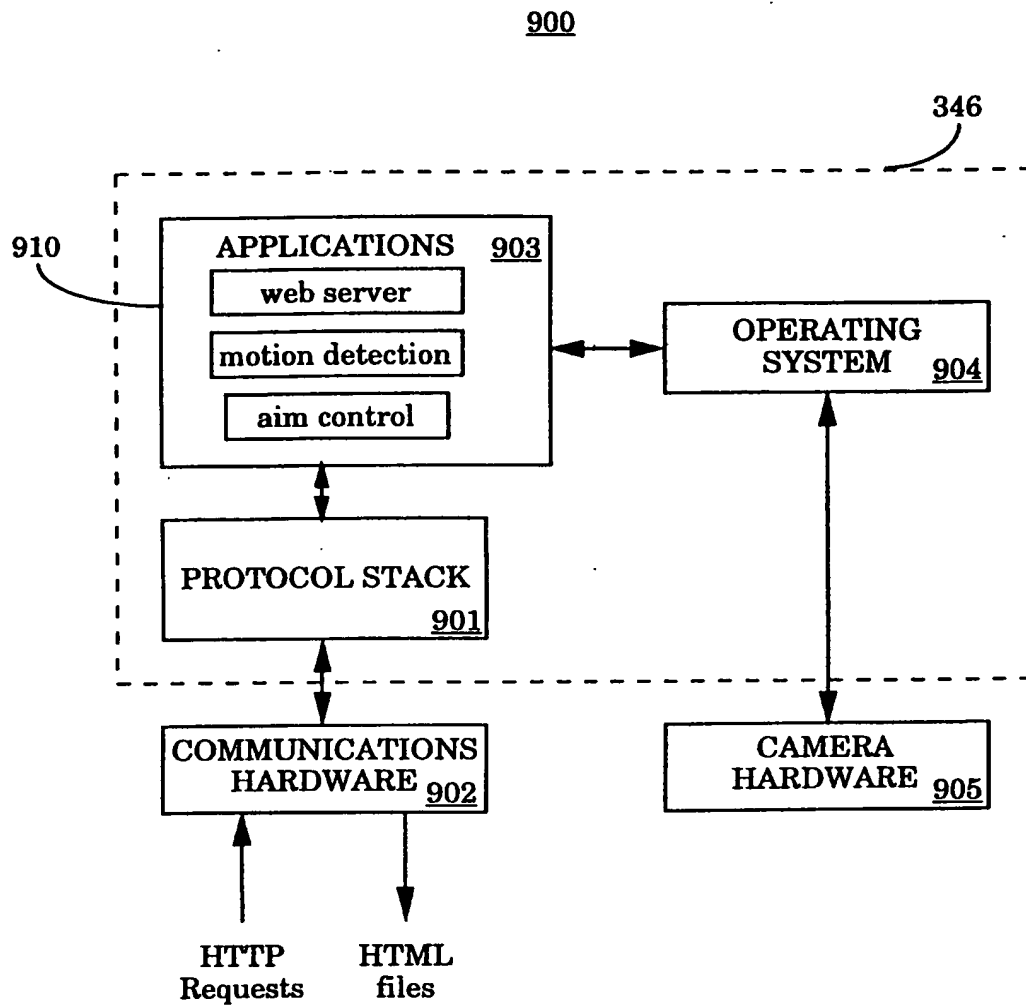 900
346
910
APPLICATIONS 903
web server
motion detection
aim control
OPERATING
SYSTEM
904
PROTOCOL STACK
901
COMMUNICATIONS
HARDWARE
902
CAMERA
HARDWARE
905
HTTP
Requests
HTML
files